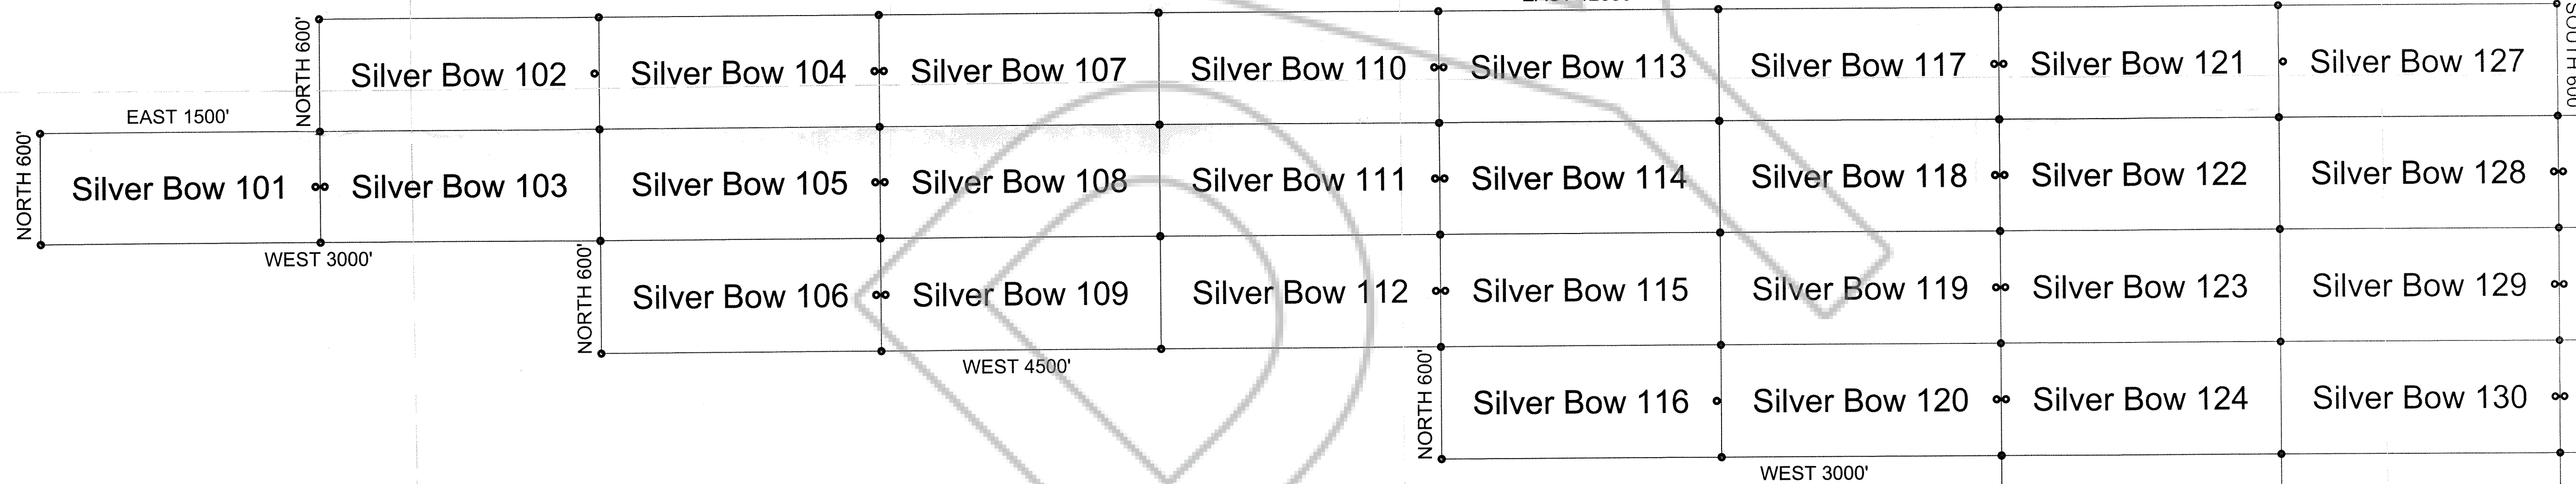 NORTH 600'
Silver Bow 102
Silver Bow 104
Silver Bow 107
Silver Bow 110
Silver Bow 113
Silver Bow 117
Silver Bow 121
Silver Bow 127
EAST 1500'
NORTH 600'
Silver Bow 101
Silver Bow 103
Silver Bow 105
Silver Bow 108
Silver Bow 111
Silver Bow 114
Silver Bow 118
Silver Bow 122
Silver Bow 128
WEST 3000'
NORTH 600'
Silver Bow 106
Silver Bow 109
Silver Bow 112
Silver Bow 115
Silver Bow 119
Silver Bow 123
Silver Bow 129
WEST 4500'
NORTH 600'
Silver Bow 116
Silver Bow 120
Silver Bow 124
Silver Bow 130
WEST 3000'